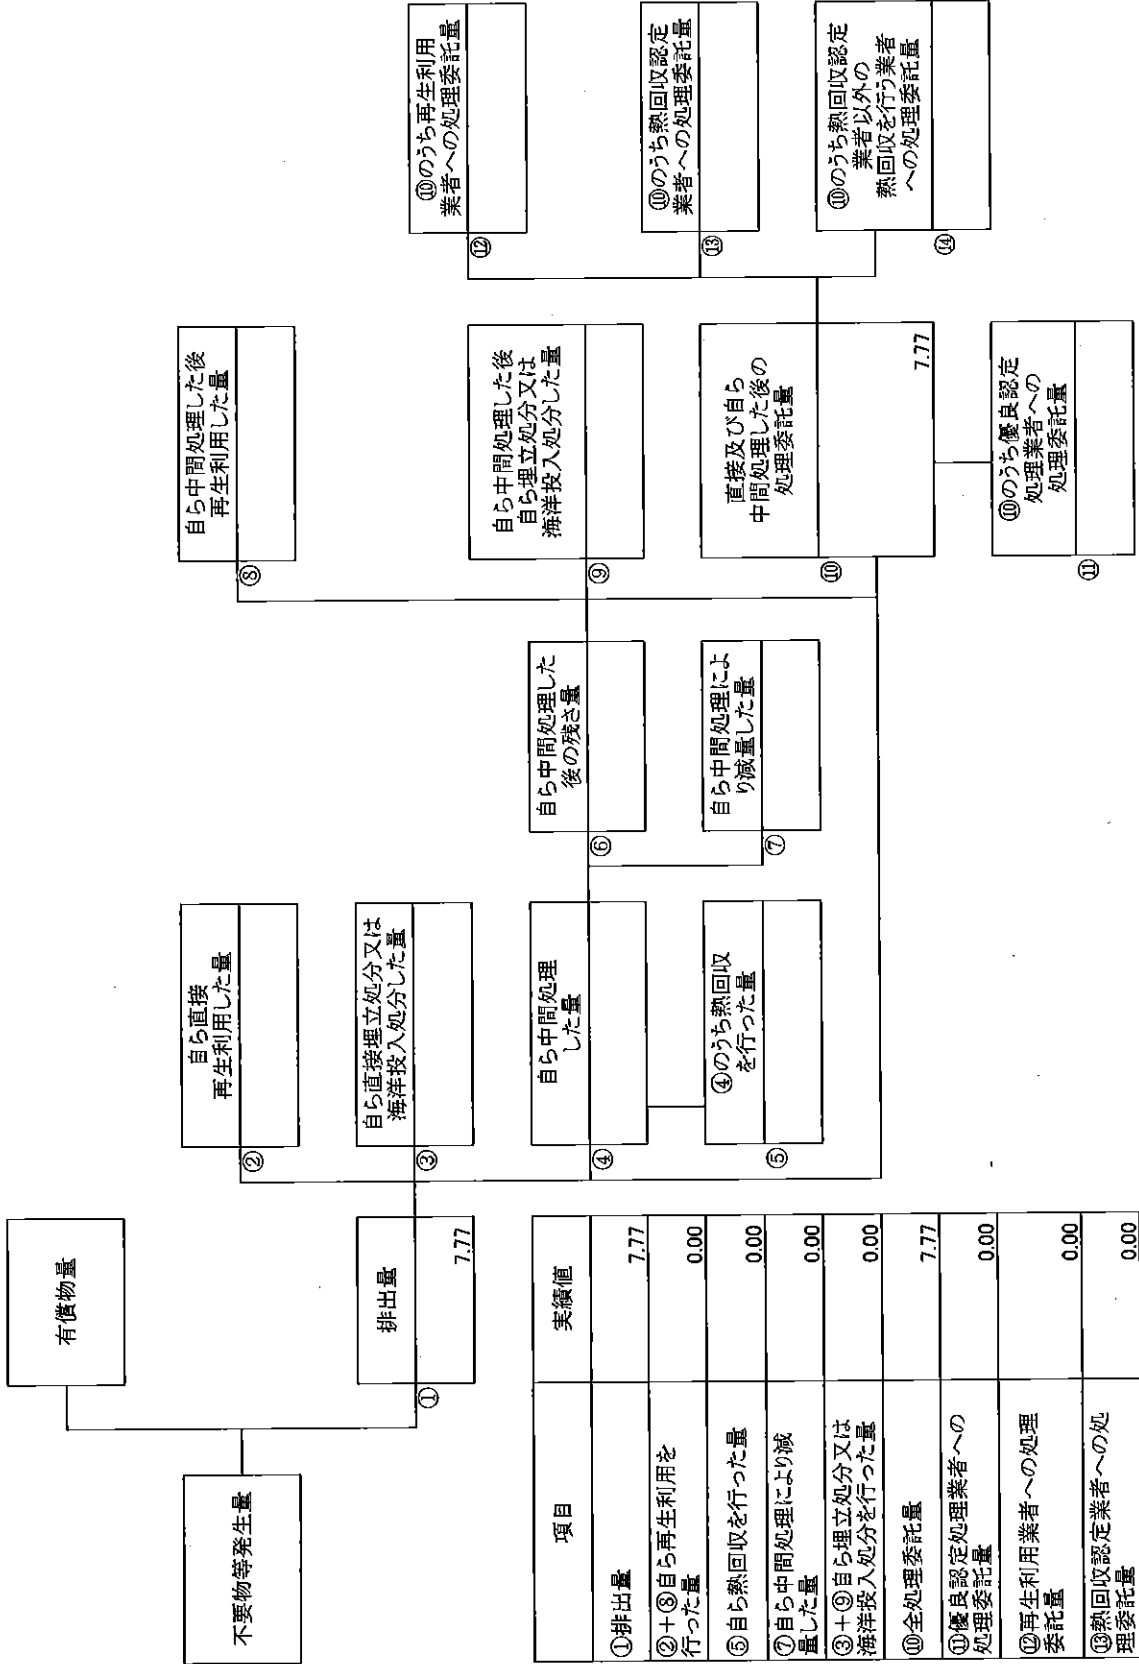 不要物等発生量
有償物量
排出量
①
7.77
自ら直接
再生利用した量
②
自ら直接埋立処分又は
海洋投入処分した量
③
自ら中間処理
した量
④
④のうち熱回収
を行った量
⑤
自ら中間処理した
後の残さ量
⑥
自ら中間処理によ
り減量した量
⑦
自ら中間処理した後
再生利用した量
⑧
自ら中間処理した後
自ら埋立処分又は
海洋投入処分した量
⑨
直接及び自ら
中間処理した後の
処理委託量
⑩
7.77
⑩のうち優良認定
処理業者への
処理委託量
⑪
⑩のうち再生利用
業者への処理委託量
⑫
⑩のうち熱回収認定
業者への処理委託量
⑬
⑩のうち熱回収認定
業者以外の
熱回収を行う業者
への処理委託量
⑭
項目 実績値
①排出量 7.77
②+⑧自ら再生利用を
行った量 0.00
⑤自ら熱回収を行った量 0.00
⑦自ら中間処理により減
量した量 0.00
③+⑨自ら埋立処分又は
海洋投入処分を行った量 0.00
⑩全処理委託量 7.77
⑪優良認定処理業者への
処理委託量 0.00
⑫再生利用業者への処理
委託量 0.00
⑬熱回収認定業者への処
理委託量 0.00